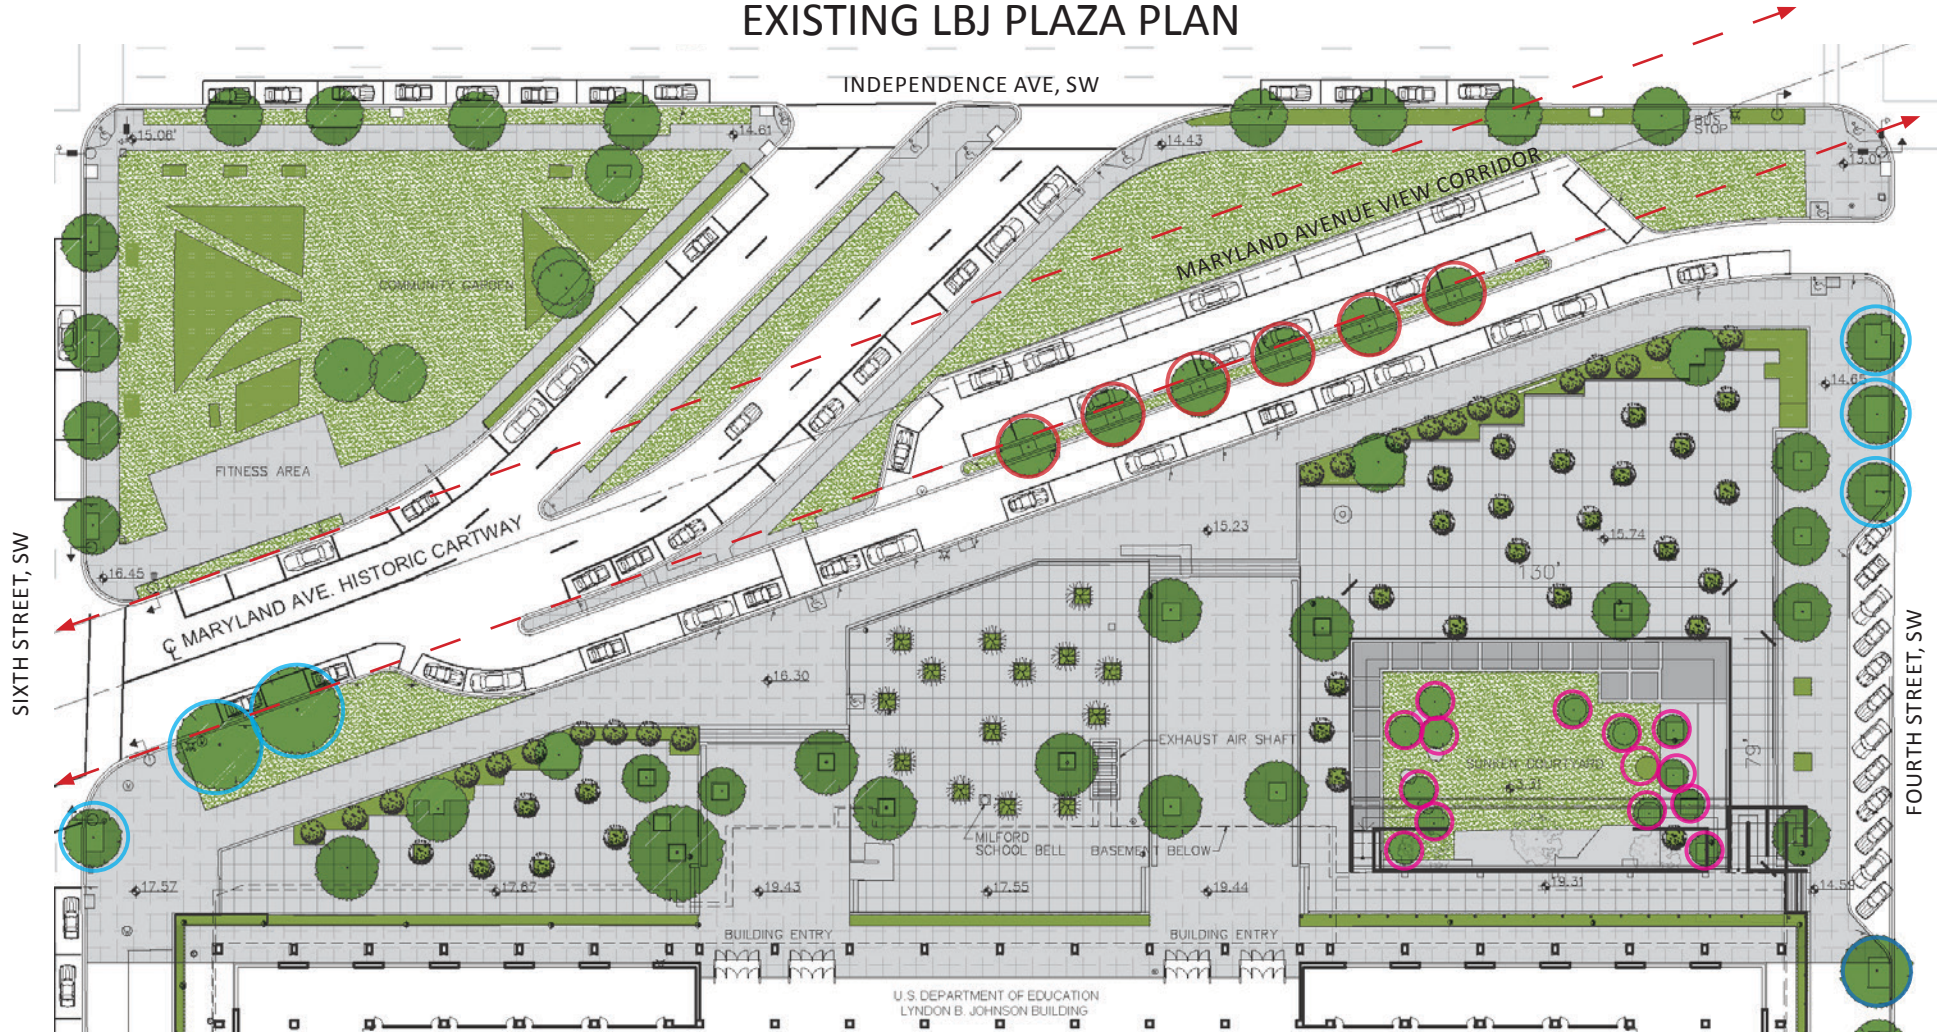 EXISTING LBJ PLAZA PLAN
INDEPENDENCE AVE, SW
15.06'
14.61
14.43
BUS
STOP
13.0
MARYLAND AVENUE VIEW CORRIDOR
COMMUNITY GARDEN
14.65
FITNESS AREA
SIXTH STREET, SW
16.45
℄ MARYLAND AVE. HISTORIC CARTWAY
15.23
15.74
130'
16.30
EXHAUST AIR SHAFT
SUNKEN COURTYARD
3.31
79'
FOURTH STREET, SW
MILFORD
SCHOOL BELL
BASEMENT BELOW
17.57
17.67
19.43
17.55
19.44
19.31
14.59
BUILDING ENTRY
BUILDING ENTRY
U.S. DEPARTMENT OF EDUCATION
LYNDON B. JOHNSON BUILDING